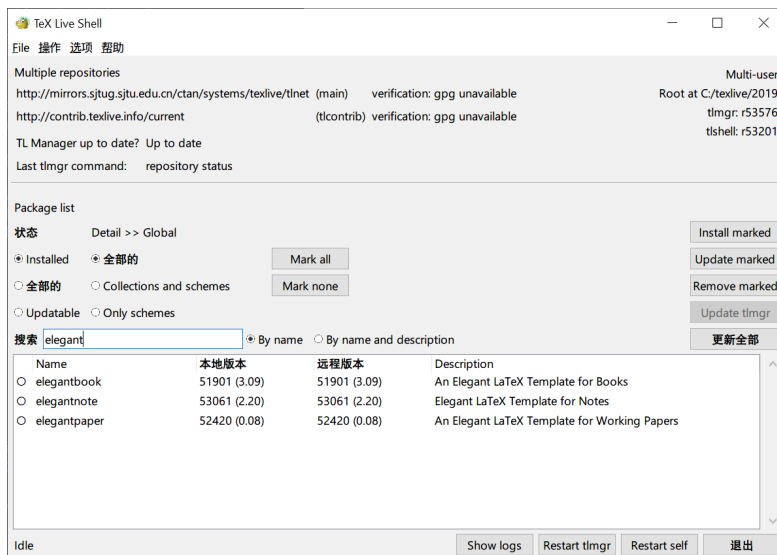 TeX Live Shell
File 操作 选项 帮助
Multiple repositories Multi-user
http://mirrors.sjtug.sjtu.edu.cn/ctan/systems/texlive/tlnet (main) verification: gpg unavailable Root at C:/texlive/2019
http://contrib.texlive.info/current (tlcontrib) verification: gpg unavailable tlmgr: r53576
tlshell: r53201
TL Manager up to date? Up to date
Last tlmgr command: repository status
Package list
状态 Detail >> Global Install marked
Installed 全部的 Mark all Update marked
全部的 Collections and schemes Mark none Remove marked
Updatable Only schemes Update tlmgr
搜索 elegant By name By name and description 更新全部
Name 本地版本 远程版本 Description
elegantbook 51901 (3.09) 51901 (3.09) An Elegant LaTeX Template for Books
elegantnote 53061 (2.20) 53061 (2.20) Elegant LaTeX Template for Notes
elegantpaper 52420 (0.08) 52420 (0.08) An Elegant LaTeX Template for Working Papers
Idle Show logs Restart tlmgr Restart self 退出